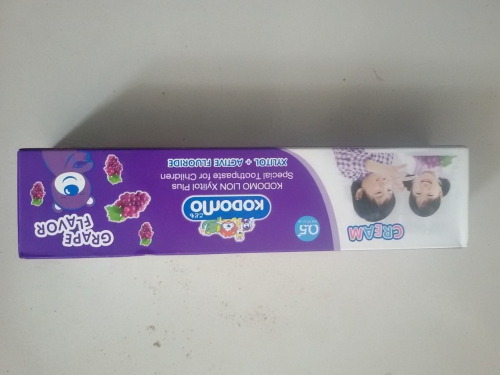 CREAM
0.5
KODOMO
KODOMO LION Xylitol Plus
Special Toothpaste for Children
XYLITOL + ACTIVE FLUORIDE
GRAPE
FLAVOR